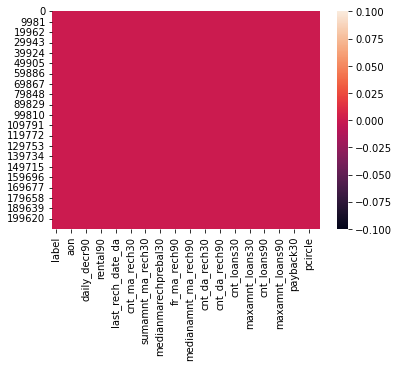 0
9981
19962
29943
39924
49905
59886
69867
79848
89829
99810
109791
119772
129753
139734
149715
159696
169677
179658
189639
199620
label
aon
daily_decr90
rental90
last_rech_date_da
cnt_ma_rech30
sumamnt_ma_rech30
medianmarechprebal30
fr_ma_rech90
medianamnt_ma_rech90
cnt_da_rech30
cnt_da_rech90
cnt_loans30
maxamnt_loans30
cnt_loans90
maxamnt_loans90
payback30
pcircle
0.100
0.075
0.050
0.025
0.000
−0.025
−0.050
−0.075
−0.100